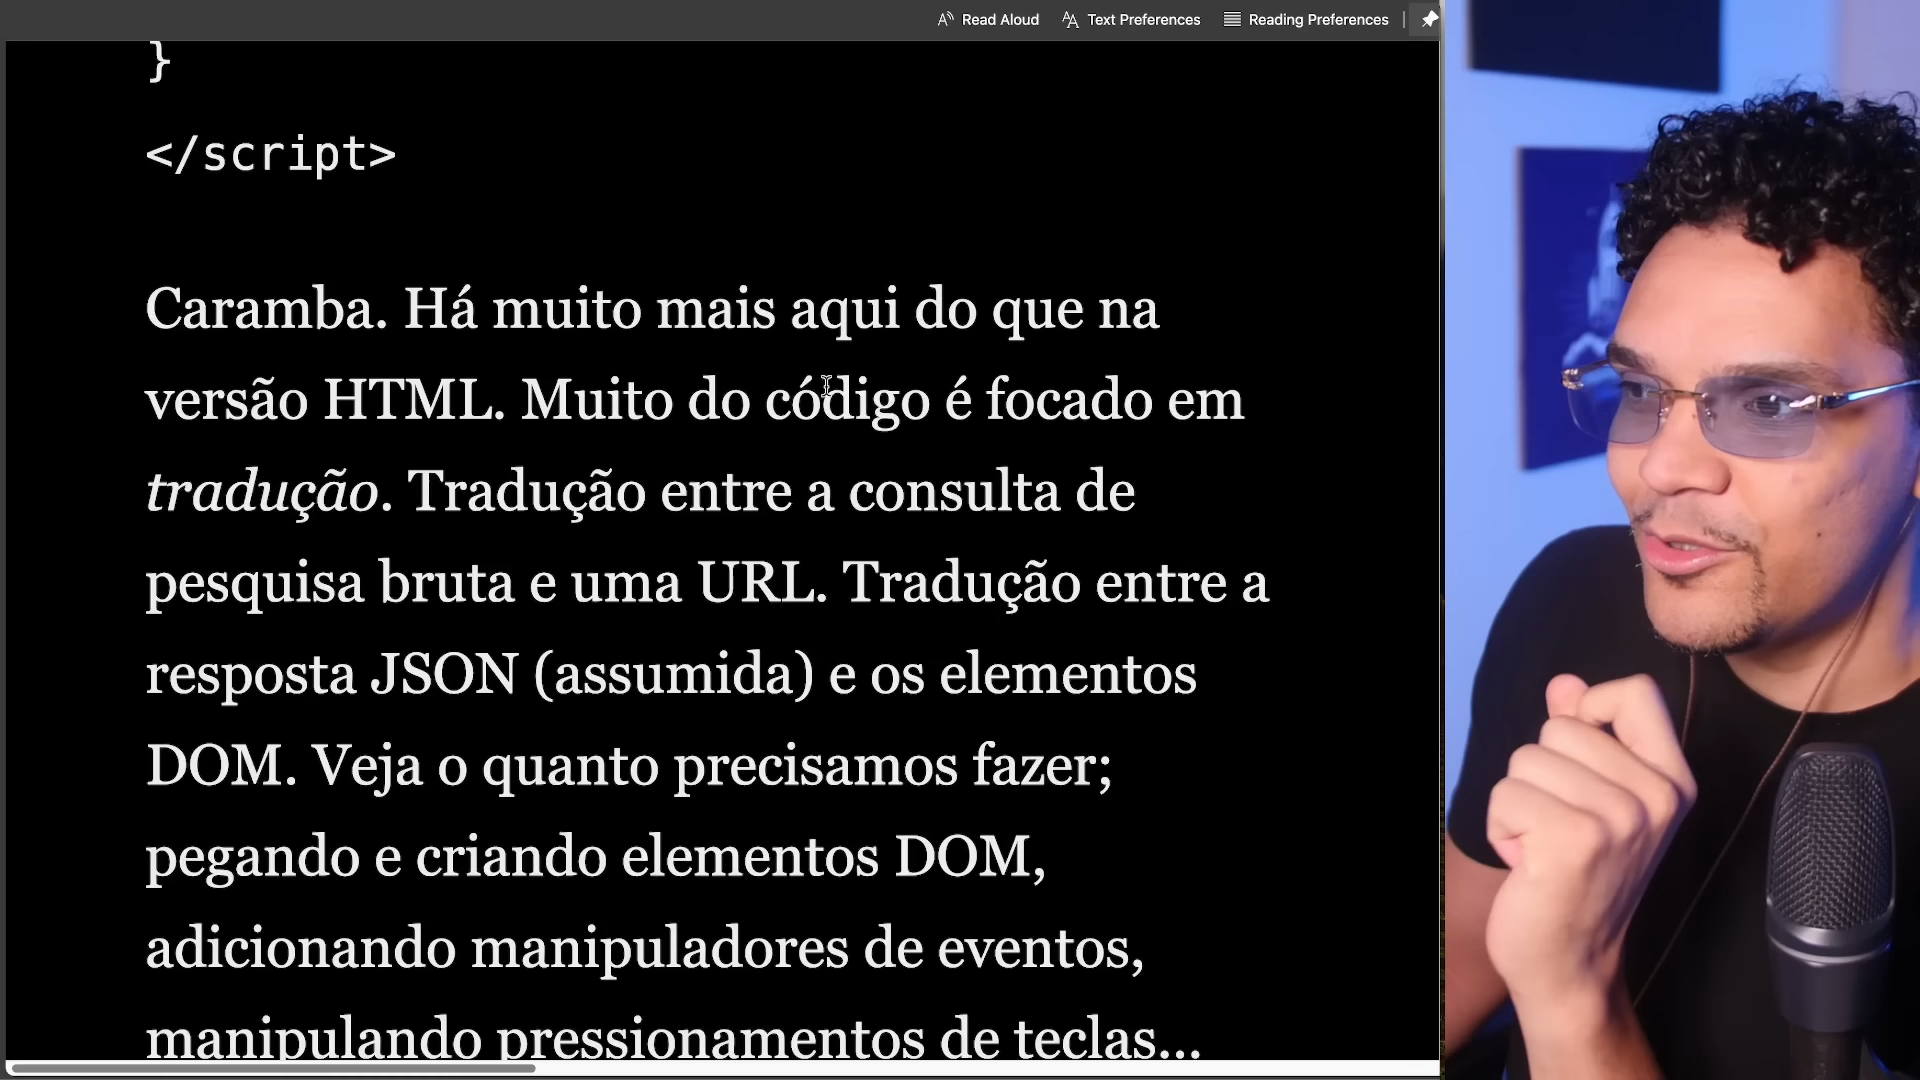 Read Aloud Text Preferences Reading Preferences
}
</script>
Caramba. Há muito mais aqui do que na
versão HTML. Muito do código é focado em
tradução. Tradução entre a consulta de
pesquisa bruta e uma URL. Tradução entre a
resposta JSON (assumida) e os elementos
DOM. Veja o quanto precisamos fazer;
pegando e criando elementos DOM,
adicionando manipuladores de eventos,
manipulando pressionamentos de teclas...